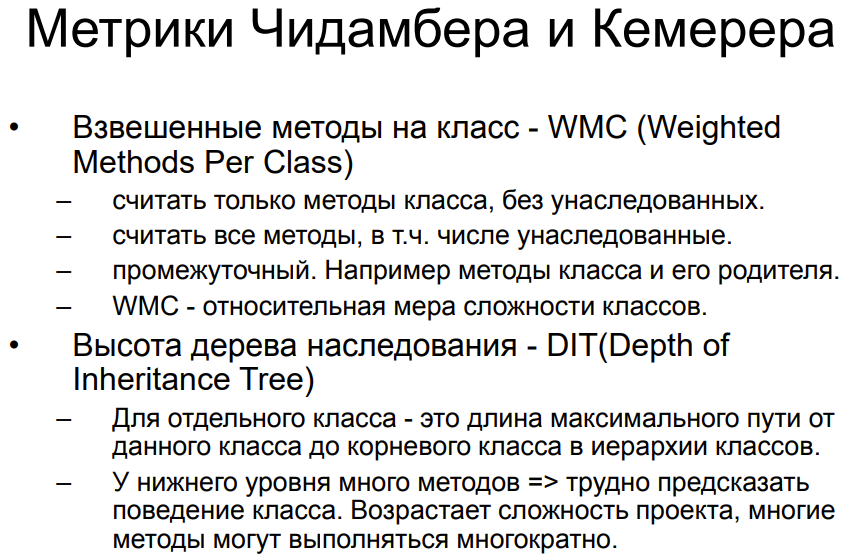 Метрики Чидамбера и Кемерера
• Взвешенные методы на класс - WMC (Weighted
Methods Per Class)
– считать только методы класса, без унаследованных.
– считать все методы, в т.ч. числе унаследованные.
– промежуточный. Например методы класса и его родителя.
– WMC - относительная мера сложности классов.
• Высота дерева наследования - DIT(Depth of
Inheritance Tree)
– Для отдельного класса - это длина максимального пути от
данного класса до корневого класса в иерархии классов.
– У нижнего уровня много методов => трудно предсказать
поведение класса. Возрастает сложность проекта, многие
методы могут выполняться многократно.